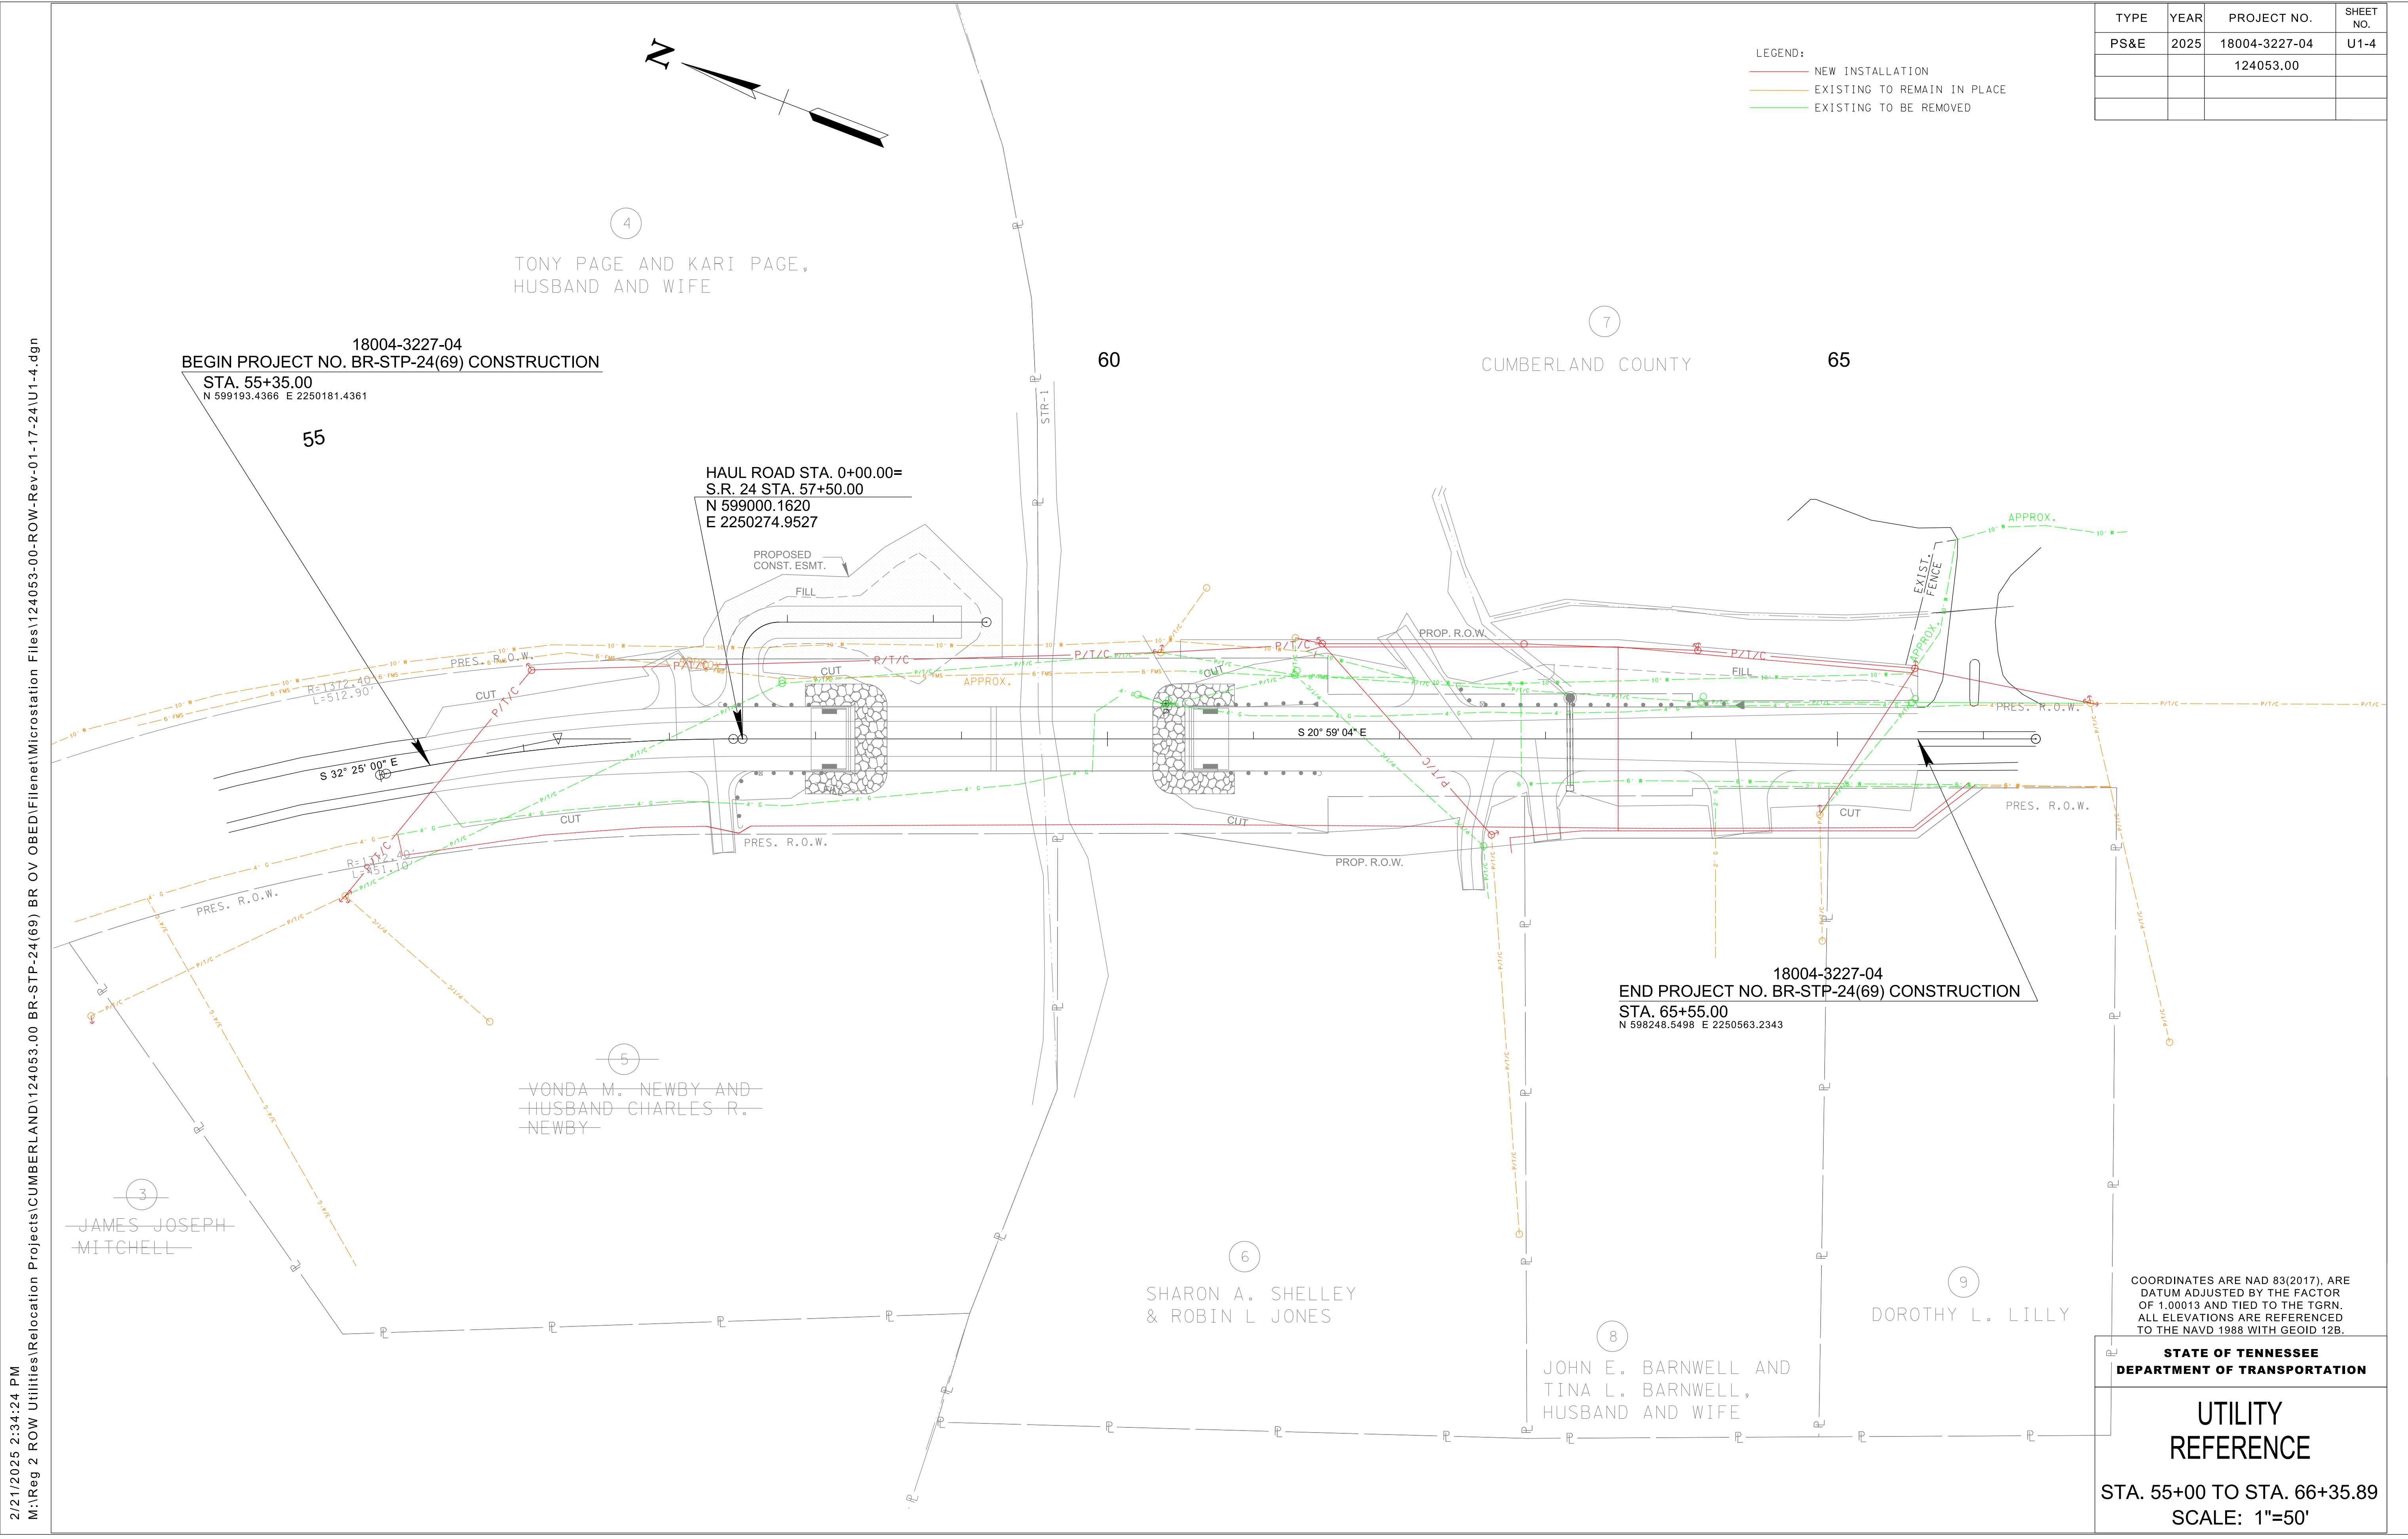 TYPE YEAR PROJECT NO. SHEET NO.
PS&E 2025 18004-3227-04 U1-4
124053.00
LEGEND:
NEW INSTALLATION
EXISTING TO REMAIN IN PLACE
EXISTING TO BE REMOVED
N
4
TONY PAGE AND KARI PAGE,
HUSBAND AND WIFE
7
CUMBERLAND COUNTY
18004-3227-04
BEGIN PROJECT NO. BR-STP-24(69) CONSTRUCTION
STA. 55+35.00
N 599193.4366 E 2250181.4361
55
60
65
STR-1
HAUL ROAD STA. 0+00.00=
S.R. 24 STA. 57+50.00
N 599000.1620
E 2250274.9527
PROPOSED
CONST. ESMT.
FILL
APPROX.
EXIST.
FENCE
APPROX.
PROP. R.O.W.
PRES. R.O.W.
R=1372.40'
L=512.90'
CUT
P/T/C
P/T/C
P/T/C
P/T/C
P/T/C
P/T/C
CUT
APPROX.
CUT
FILL
PRES. R.O.W.
S 32° 25' 00" E
S 20° 59' 04" E
P/T/C
FILL
CUT
PRES. R.O.W.
CUT
CUT
PRES. R.O.W.
PROP. R.O.W.
P/T/C
L=451.10'
PRES. R.O.W.
18004-3227-04
END PROJECT NO. BR-STP-24(69) CONSTRUCTION
STA. 65+55.00
N 598248.5498 E 2250563.2343
5
VONDA M. NEWBY AND
HUSBAND CHARLES R.
NEWBY
3
JAMES JOSEPH
MITCHELL
6
SHARON A. SHELLEY
& ROBIN L JONES
8
JOHN E. BARNWELL AND
TINA L. BARNWELL,
HUSBAND AND WIFE
9
DOROTHY L. LILLY
COORDINATES ARE NAD 83(2017), ARE
DATUM ADJUSTED BY THE FACTOR
OF 1.00013 AND TIED TO THE TGRN.
ALL ELEVATIONS ARE REFERENCED
TO THE NAVD 1988 WITH GEOID 12B.
STATE OF TENNESSEE
DEPARTMENT OF TRANSPORTATION
UTILITY
REFERENCE
STA. 55+00 TO STA. 66+35.89
SCALE: 1"=50'
2/21/2025 2:34:24 PM
M:\Reg 2 ROW Utilities\Relocation Projects\CUMBERLAND\124053.00 BR-STP-24(69) BR OV OBED\Filenet\Microstation Files\124053-00-ROW-Rev-01-17-24\U1-4.dgn